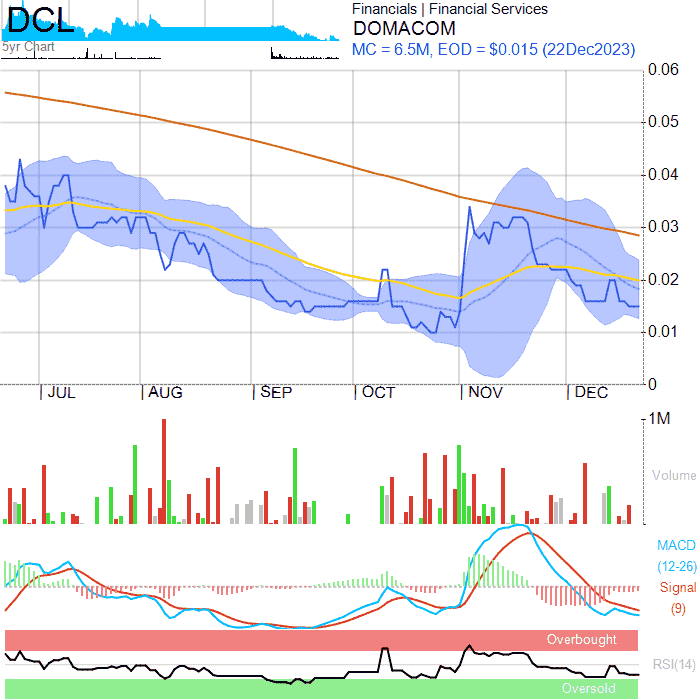 DCL
5yr Chart
Financials | Financial Services
DOMACOM
MC = 6.5M, EOD = $0.015 (22Dec2023)
0.06
0.05
0.04
0.03
0.02
0.01
0
| JUL | AUG | SEP | OCT | NOV | DEC
1M
Volume
MACD
(12-26)
Signal
(9)
Overbought
RSI(14)
Oversold